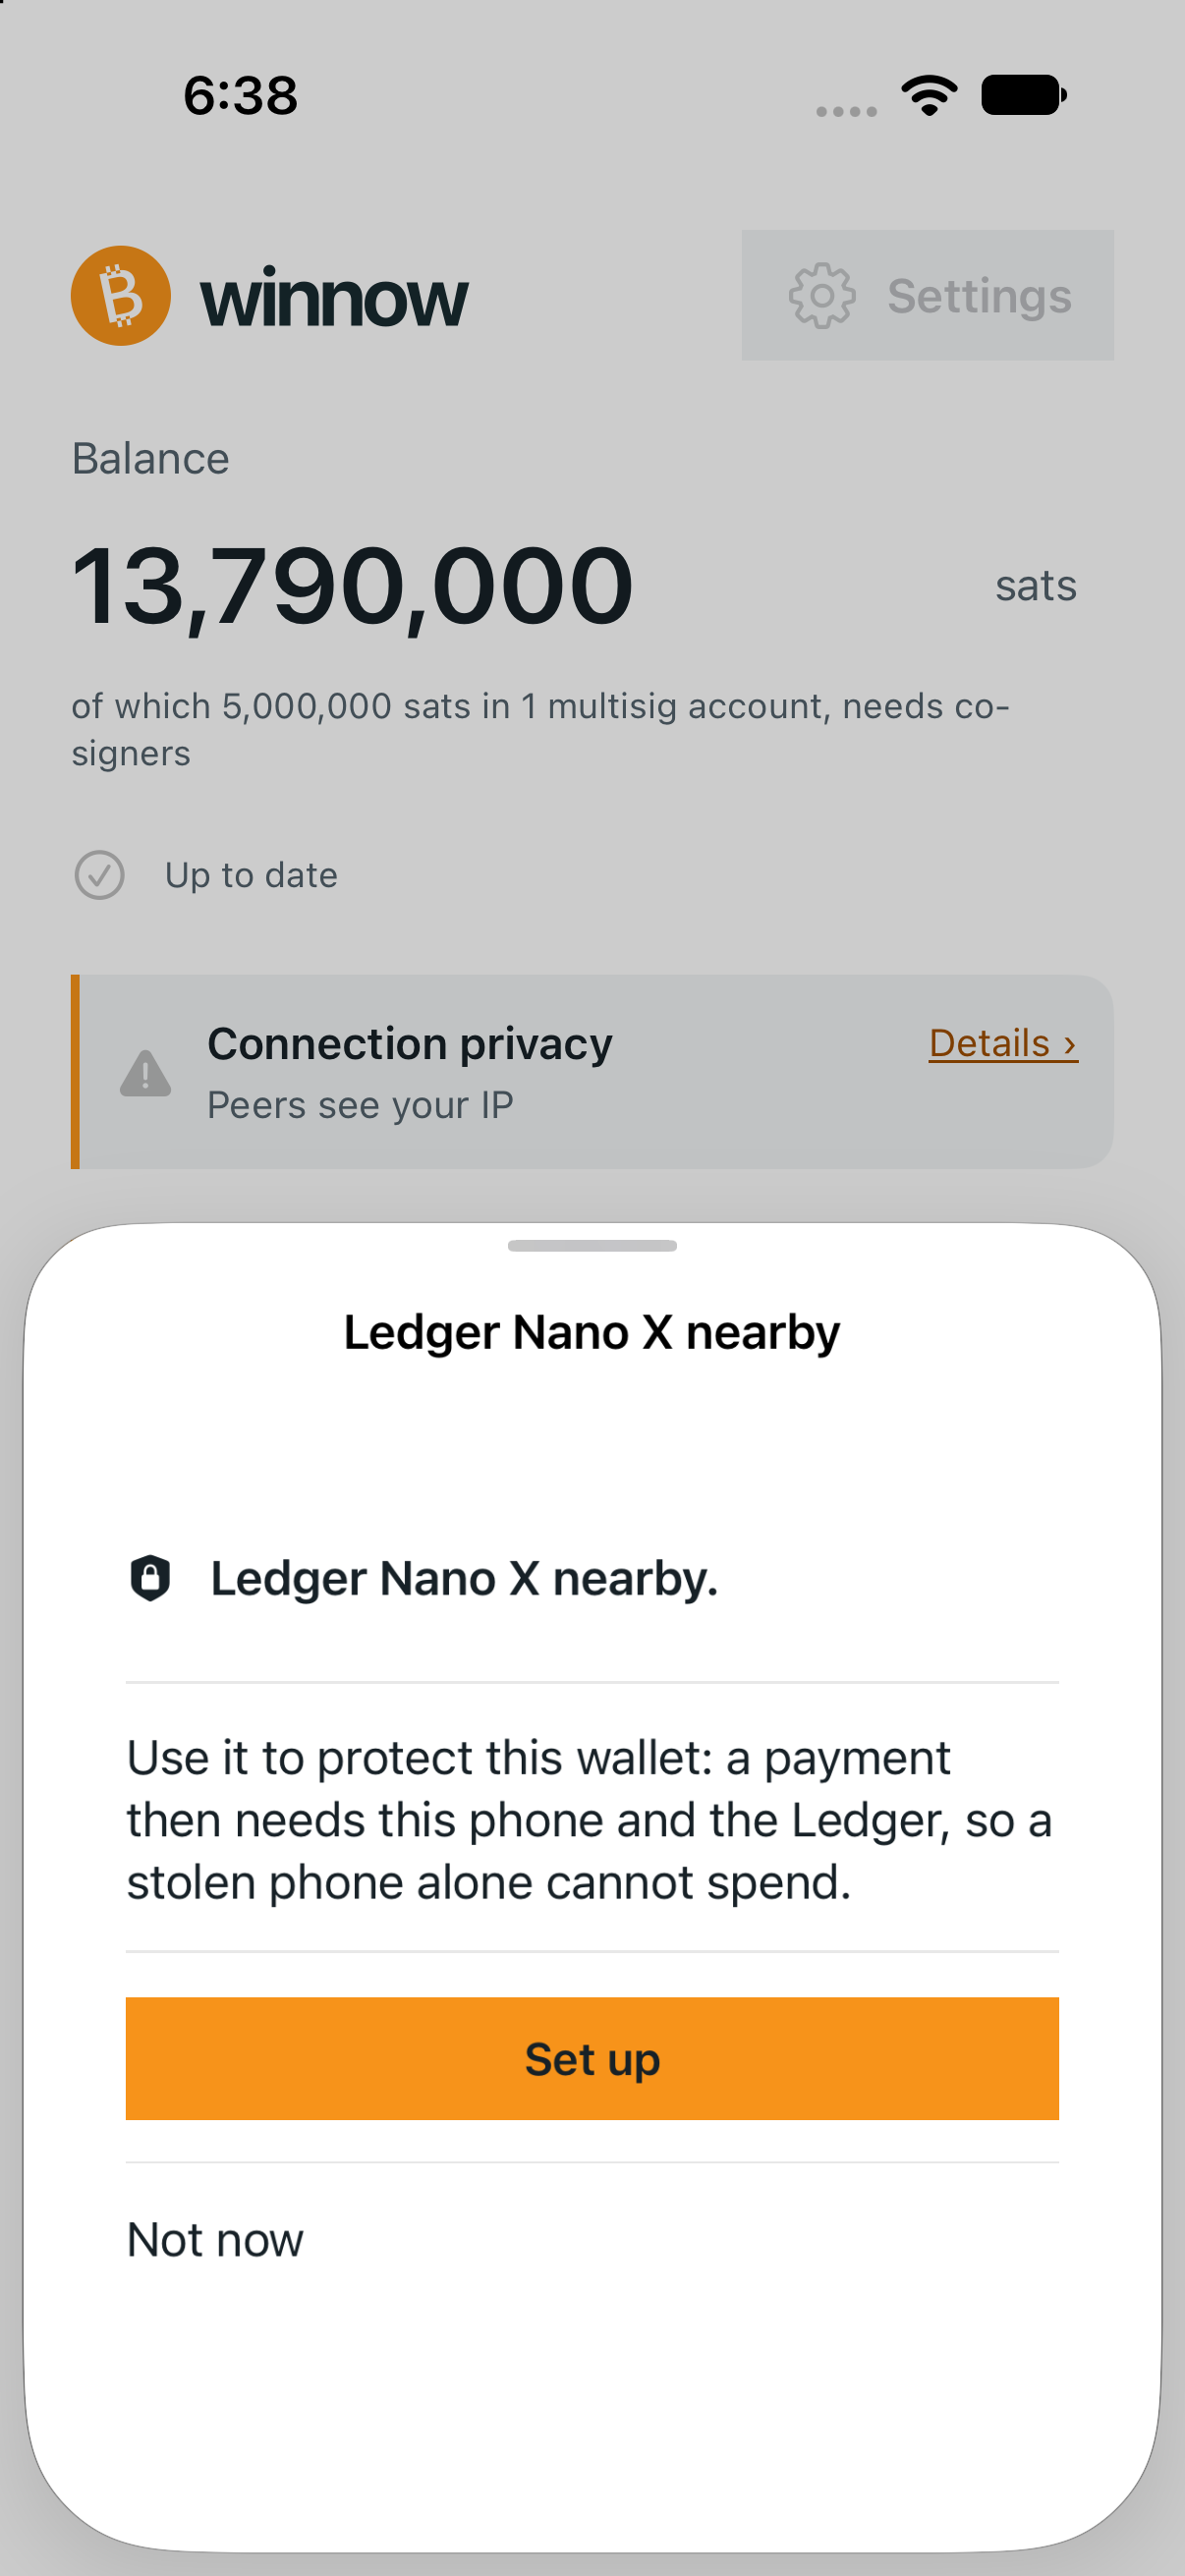 6:38
winnow
Settings
Balance
13,790,000 sats
of which 5,000,000 sats in 1 multisig account, needs co-
signers
Up to date
Connection privacy
Details ›
Peers see your IP
Ledger Nano X nearby
Ledger Nano X nearby.
Use it to protect this wallet: a payment
then needs this phone and the Ledger, so a
stolen phone alone cannot spend.
Set up
Not now